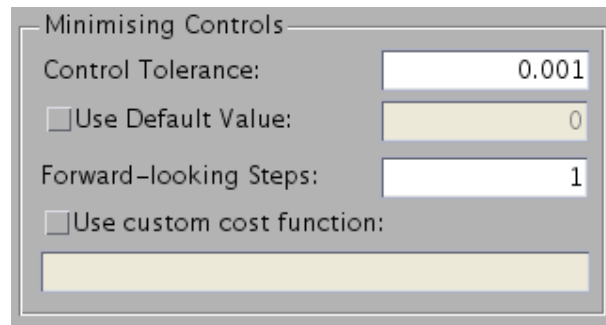 Minimising Controls
Control Tolerance: 0.001
Use Default Value: 0
Forward-looking Steps: 1
Use custom cost function: